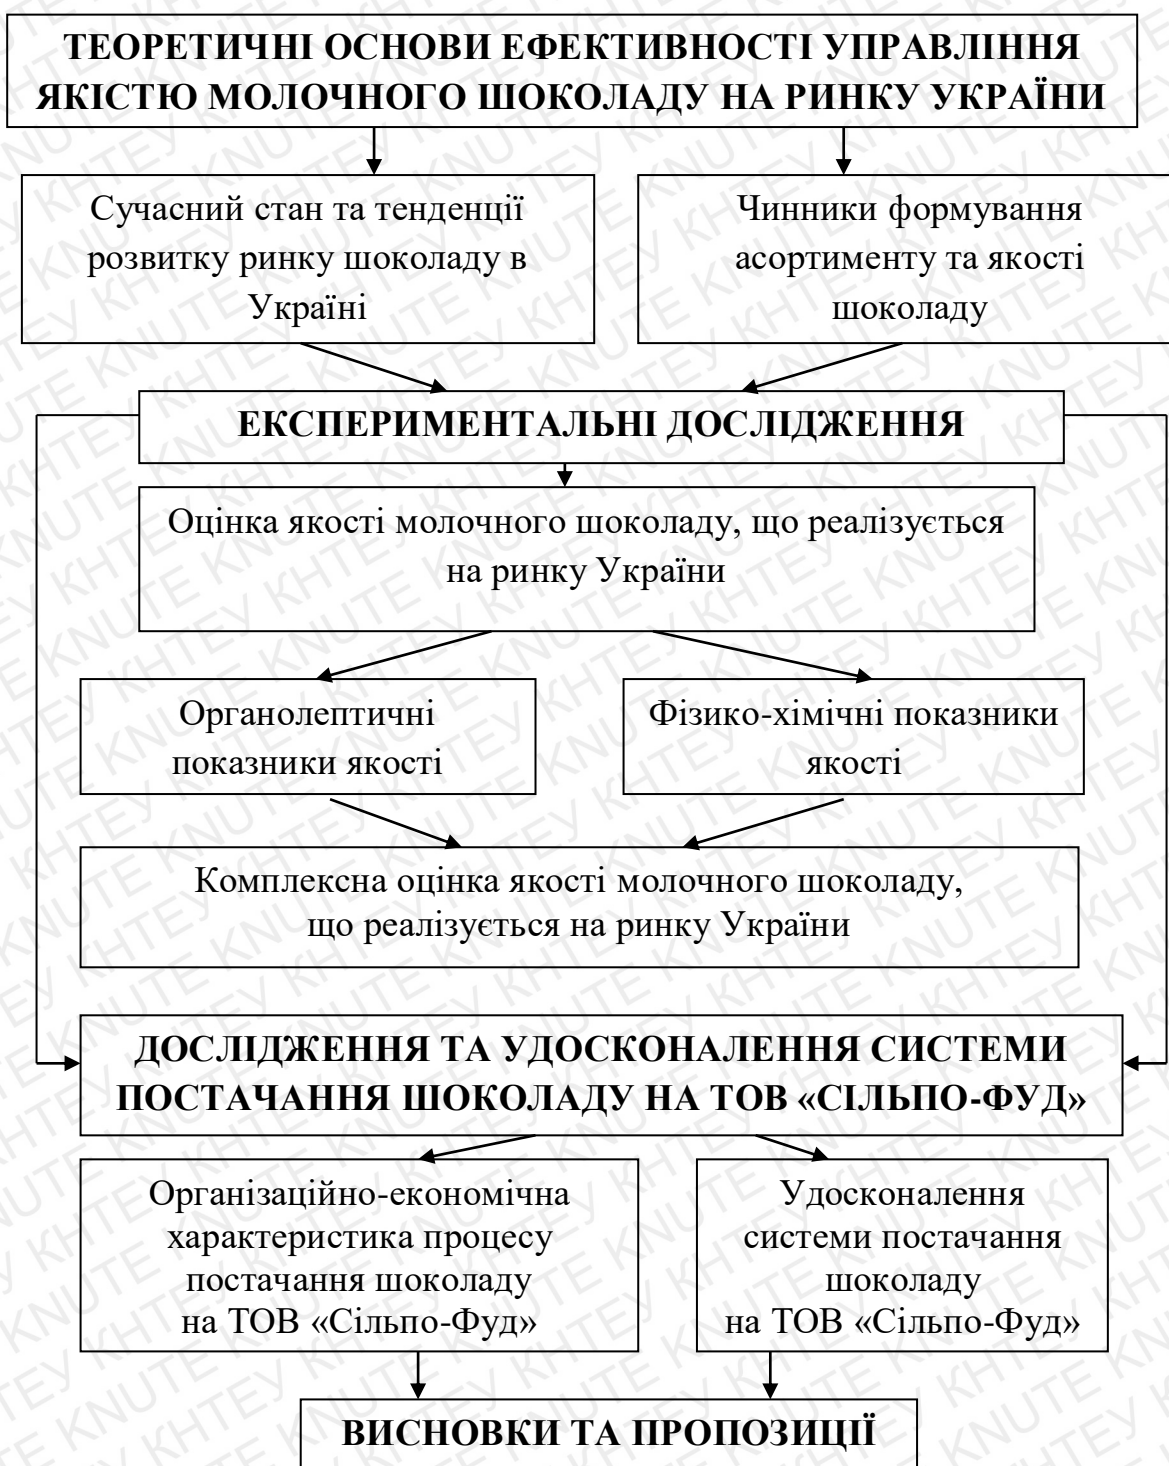 ТЕОРЕТИЧНІ ОСНОВИ ЕФЕКТИВНОСТІ УПРАВЛІННЯ
ЯКІСТЮ МОЛОЧНОГО ШОКОЛАДУ НА РИНКУ УКРАЇНИ
Сучасний стан та тенденції
розвитку ринку шоколаду в
Україні
Чинники формування
асортименту та якості
шоколаду
ЕКСПЕРИМЕНТАЛЬНІ ДОСЛІДЖЕННЯ
Оцінка якості молочного шоколаду, що реалізується
на ринку України
Органолептичні
показники якості
Фізико-хімічні показники
якості
Комплексна оцінка якості молочного шоколаду,
що реалізується на ринку України
ДОСЛІДЖЕННЯ ТА УДОСКОНАЛЕННЯ СИСТЕМИ
ПОСТАЧАННЯ ШОКОЛАДУ НА ТОВ «СІЛЬПО-ФУД»
Організаційно-економічна
характеристика процесу
постачання шоколаду
на ТОВ «Сільпо-Фуд»
Удосконалення
системи постачання
шоколаду
на ТОВ «Сільпо-Фуд»
ВИСНОВКИ ТА ПРОПОЗИЦІЇ